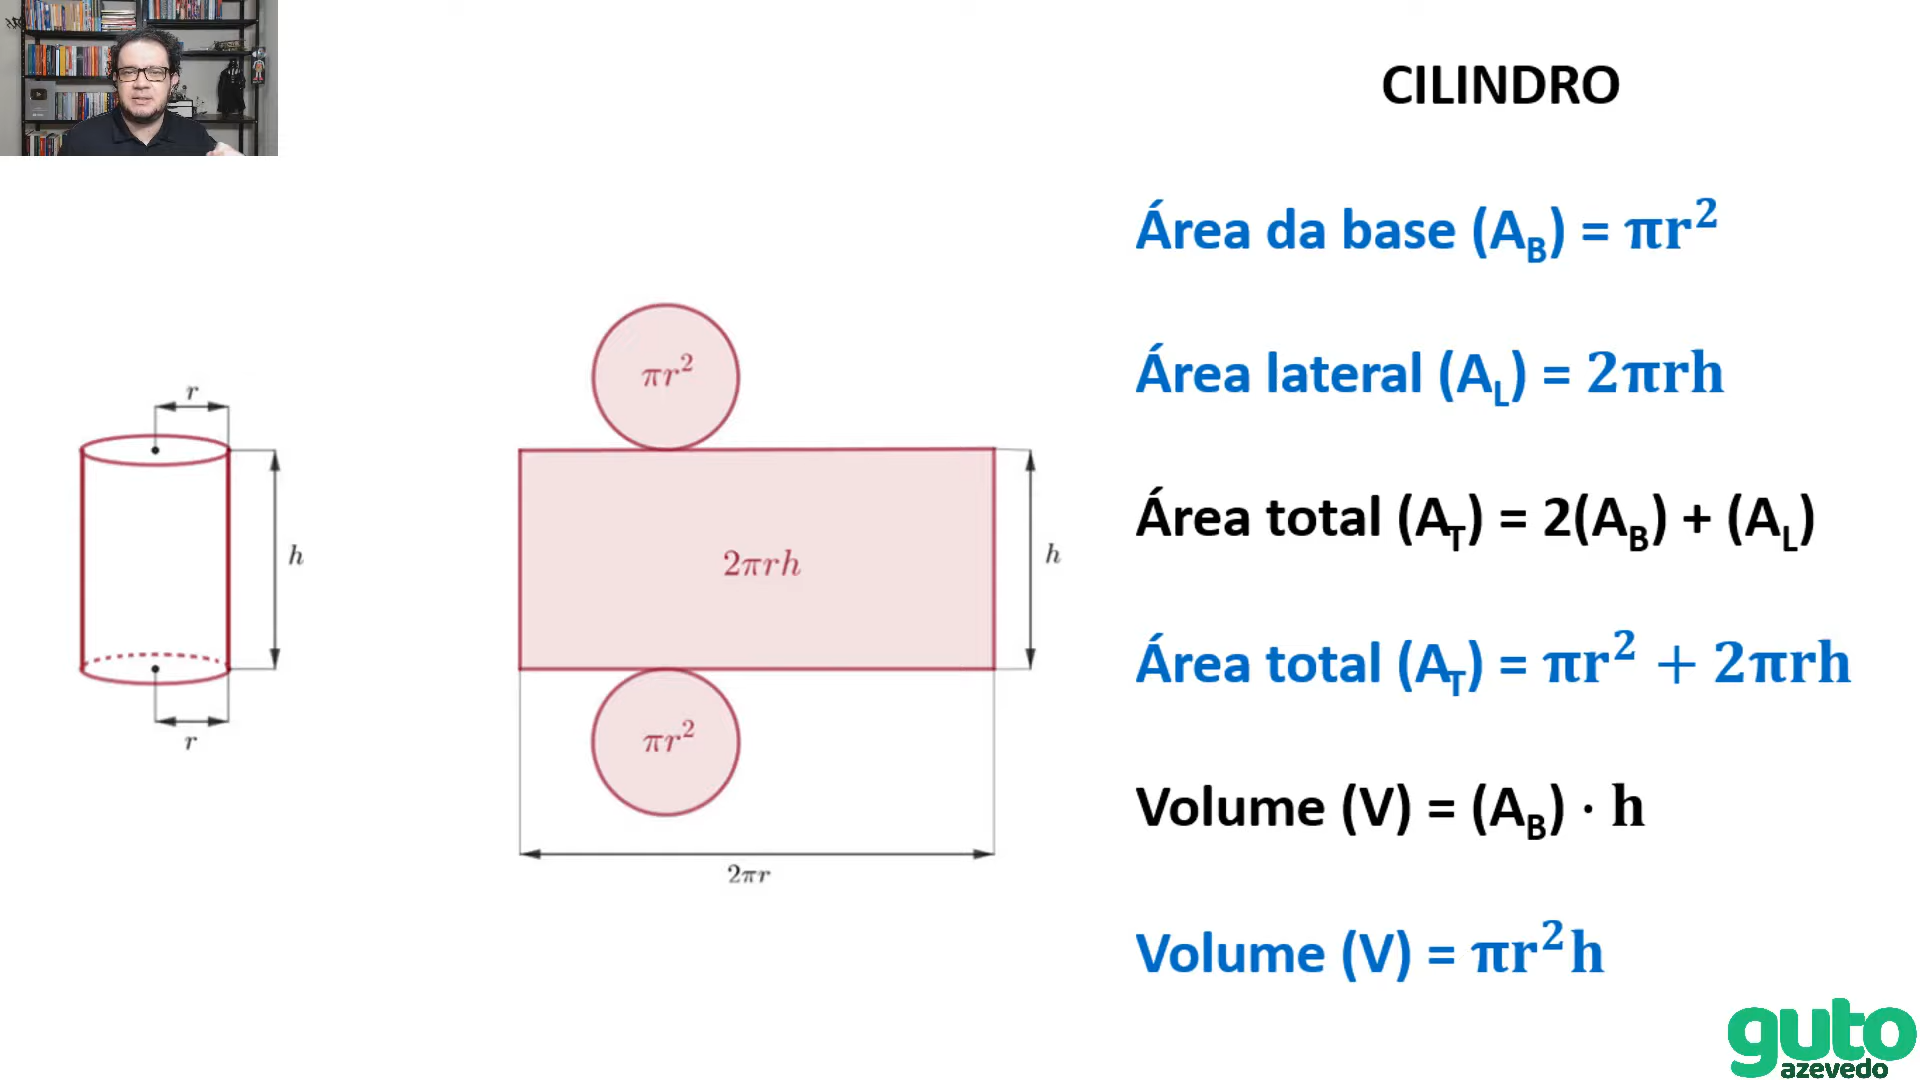 CILINDRO
Área da base (A_B) = πr²
Área lateral (A_L) = 2πrh
Área total (A_T) = 2(A_B) + (A_L)
Área total (A_T) = πr² + 2πrh
Volume (V) = (A_B) · h
Volume (V) = πr²h
r
h
r
πr²
2πrh
h
πr²
2πr
guto
azevedo